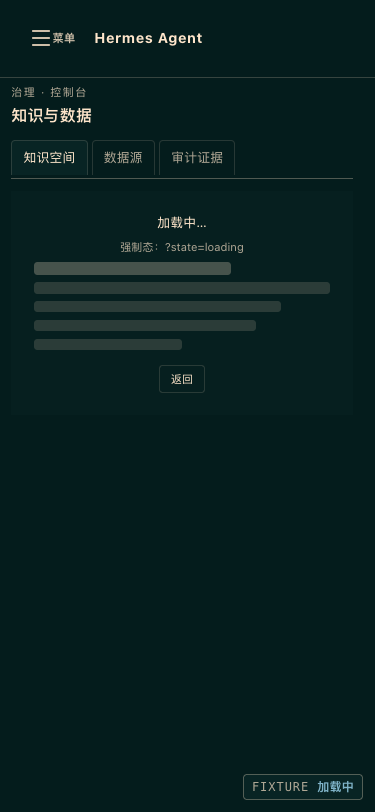 菜单 Hermes Agent
治理 · 控制台
知识与数据
知识空间 数据源 审计证据
加载中…
强制态：?state=loading
返回
FIXTURE 加载中